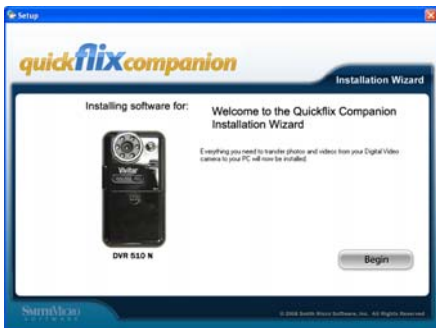 Setup
quickflixcompanion
Installation Wizard
Installing software for:
Vivitar
DVR 510 N
Welcome to the Quickflix Companion
Installation Wizard
Everything you need to transfer photos and videos from your Digital Video
camera to your PC will now be installed.
Begin
SmithMicro
SOFTWARE
© 2008 Smith Micro Software, Inc. All Rights Reserved